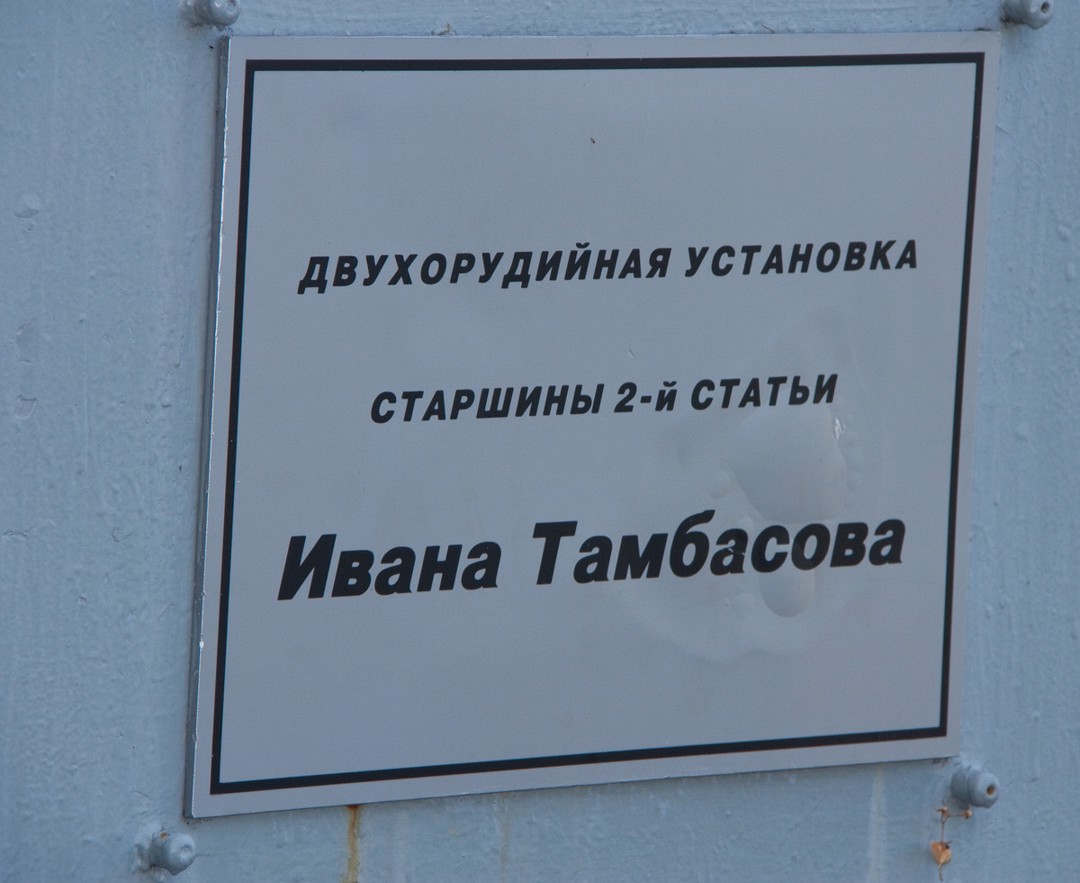 ДВУХОРУДИЙНАЯ УСТАНОВКА
СТАРШИНЫ 2-й СТАТЬИ
Ивана Тамбасова